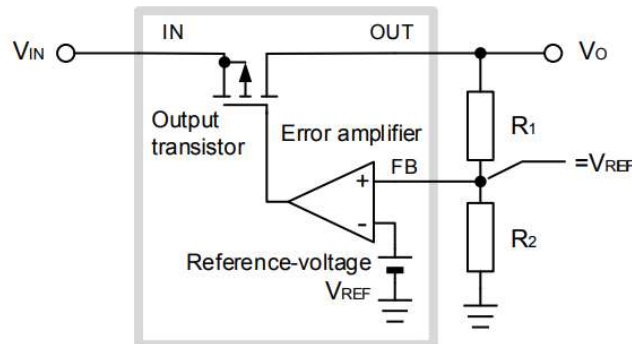 IN
OUT
VIN
VO
Output
transistor
Error amplifier
R1
FB
=VREF
+
-
R2
Reference-voltage
VREF